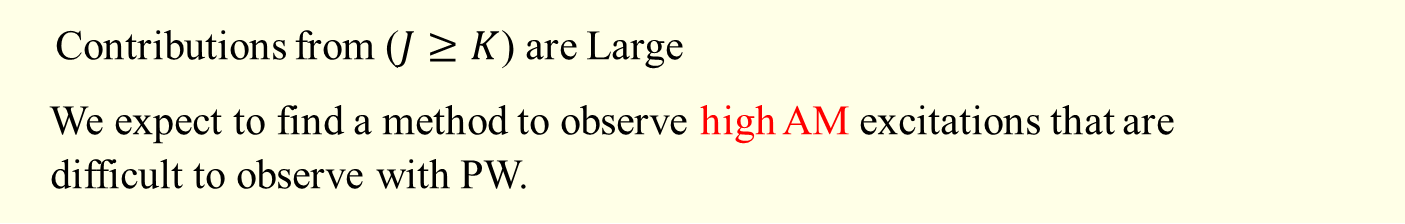 Contributions from (J ≥ K) are Large
We expect to find a method to observe high AM excitations that are
difficult to observe with PW.